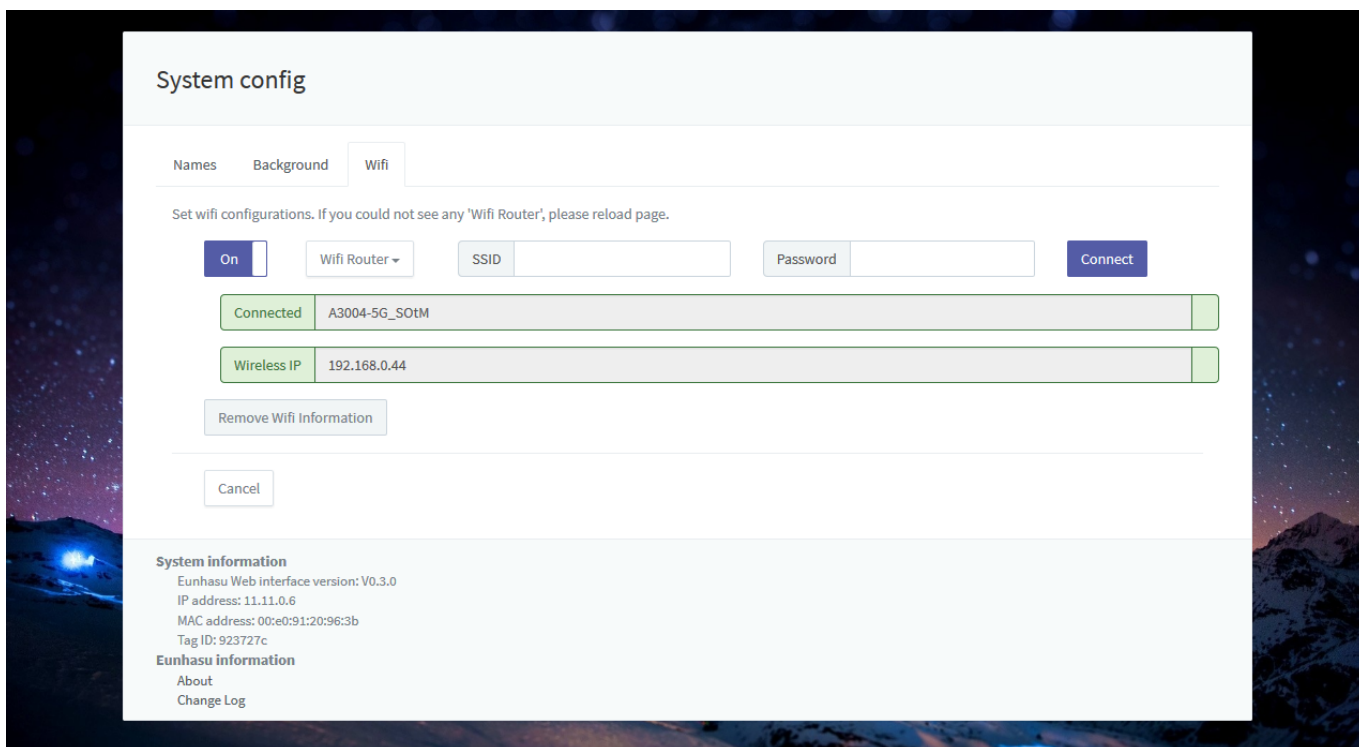 System config
Names Background Wifi
Set wifi configurations. If you could not see any 'Wifi Router', please reload page.
On Wifi Router SSID Password Connect
Connected A3004-5G_SOtM
Wireless IP 192.168.0.44
Remove Wifi Information
Cancel
System information
Eunhasu Web interface version: V0.3.0
IP address: 11.11.0.6
MAC address: 00:e0:91:20:96:3b
Tag ID: 923727c
Eunhasu information
About
Change Log